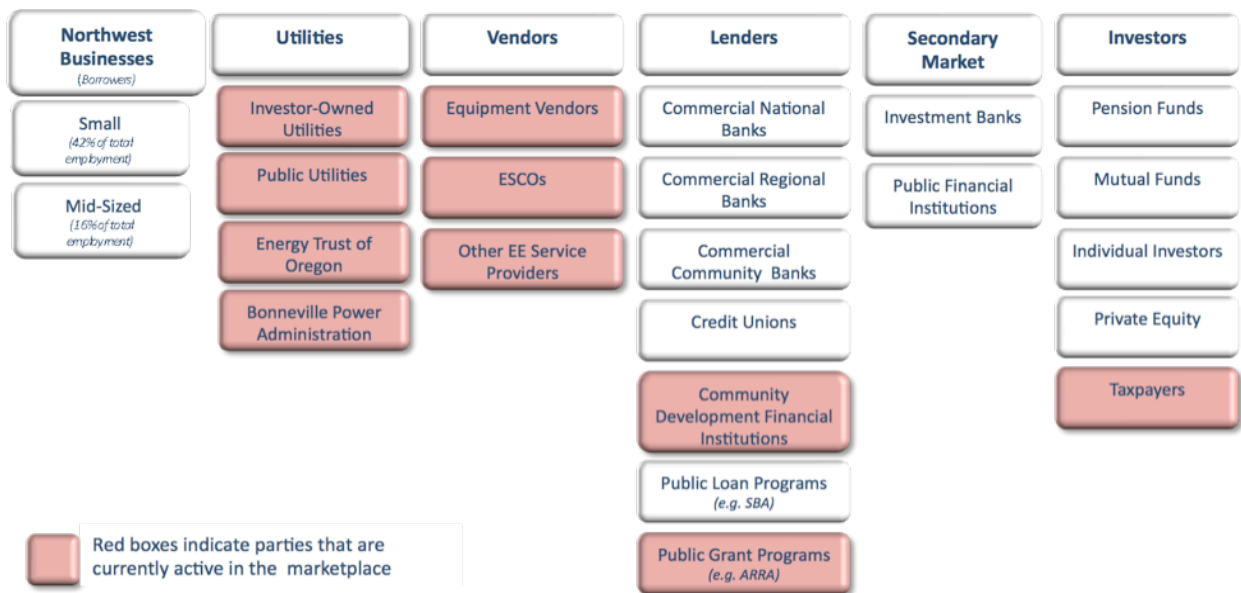 Northwest
Businesses
(Borrowers)
Small
(42% of total
employment)
Mid-Sized
(16% of total
employment)
Utilities
Investor-Owned
Utilities
Public Utilities
Energy Trust of
Oregon
Bonneville Power
Administration
Vendors
Equipment Vendors
ESCOs
Other EE Service
Providers
Lenders
Commercial National
Banks
Commercial Regional
Banks
Commercial
Community Banks
Credit Unions
Community
Development Financial
Institutions
Public Loan Programs
(e.g. SBA)
Public Grant Programs
(e.g. ARRA)
Secondary
Market
Investment Banks
Public Financial
Institutions
Investors
Pension Funds
Mutual Funds
Individual Investors
Private Equity
Taxpayers
Red boxes indicate parties that are
currently active in the marketplace